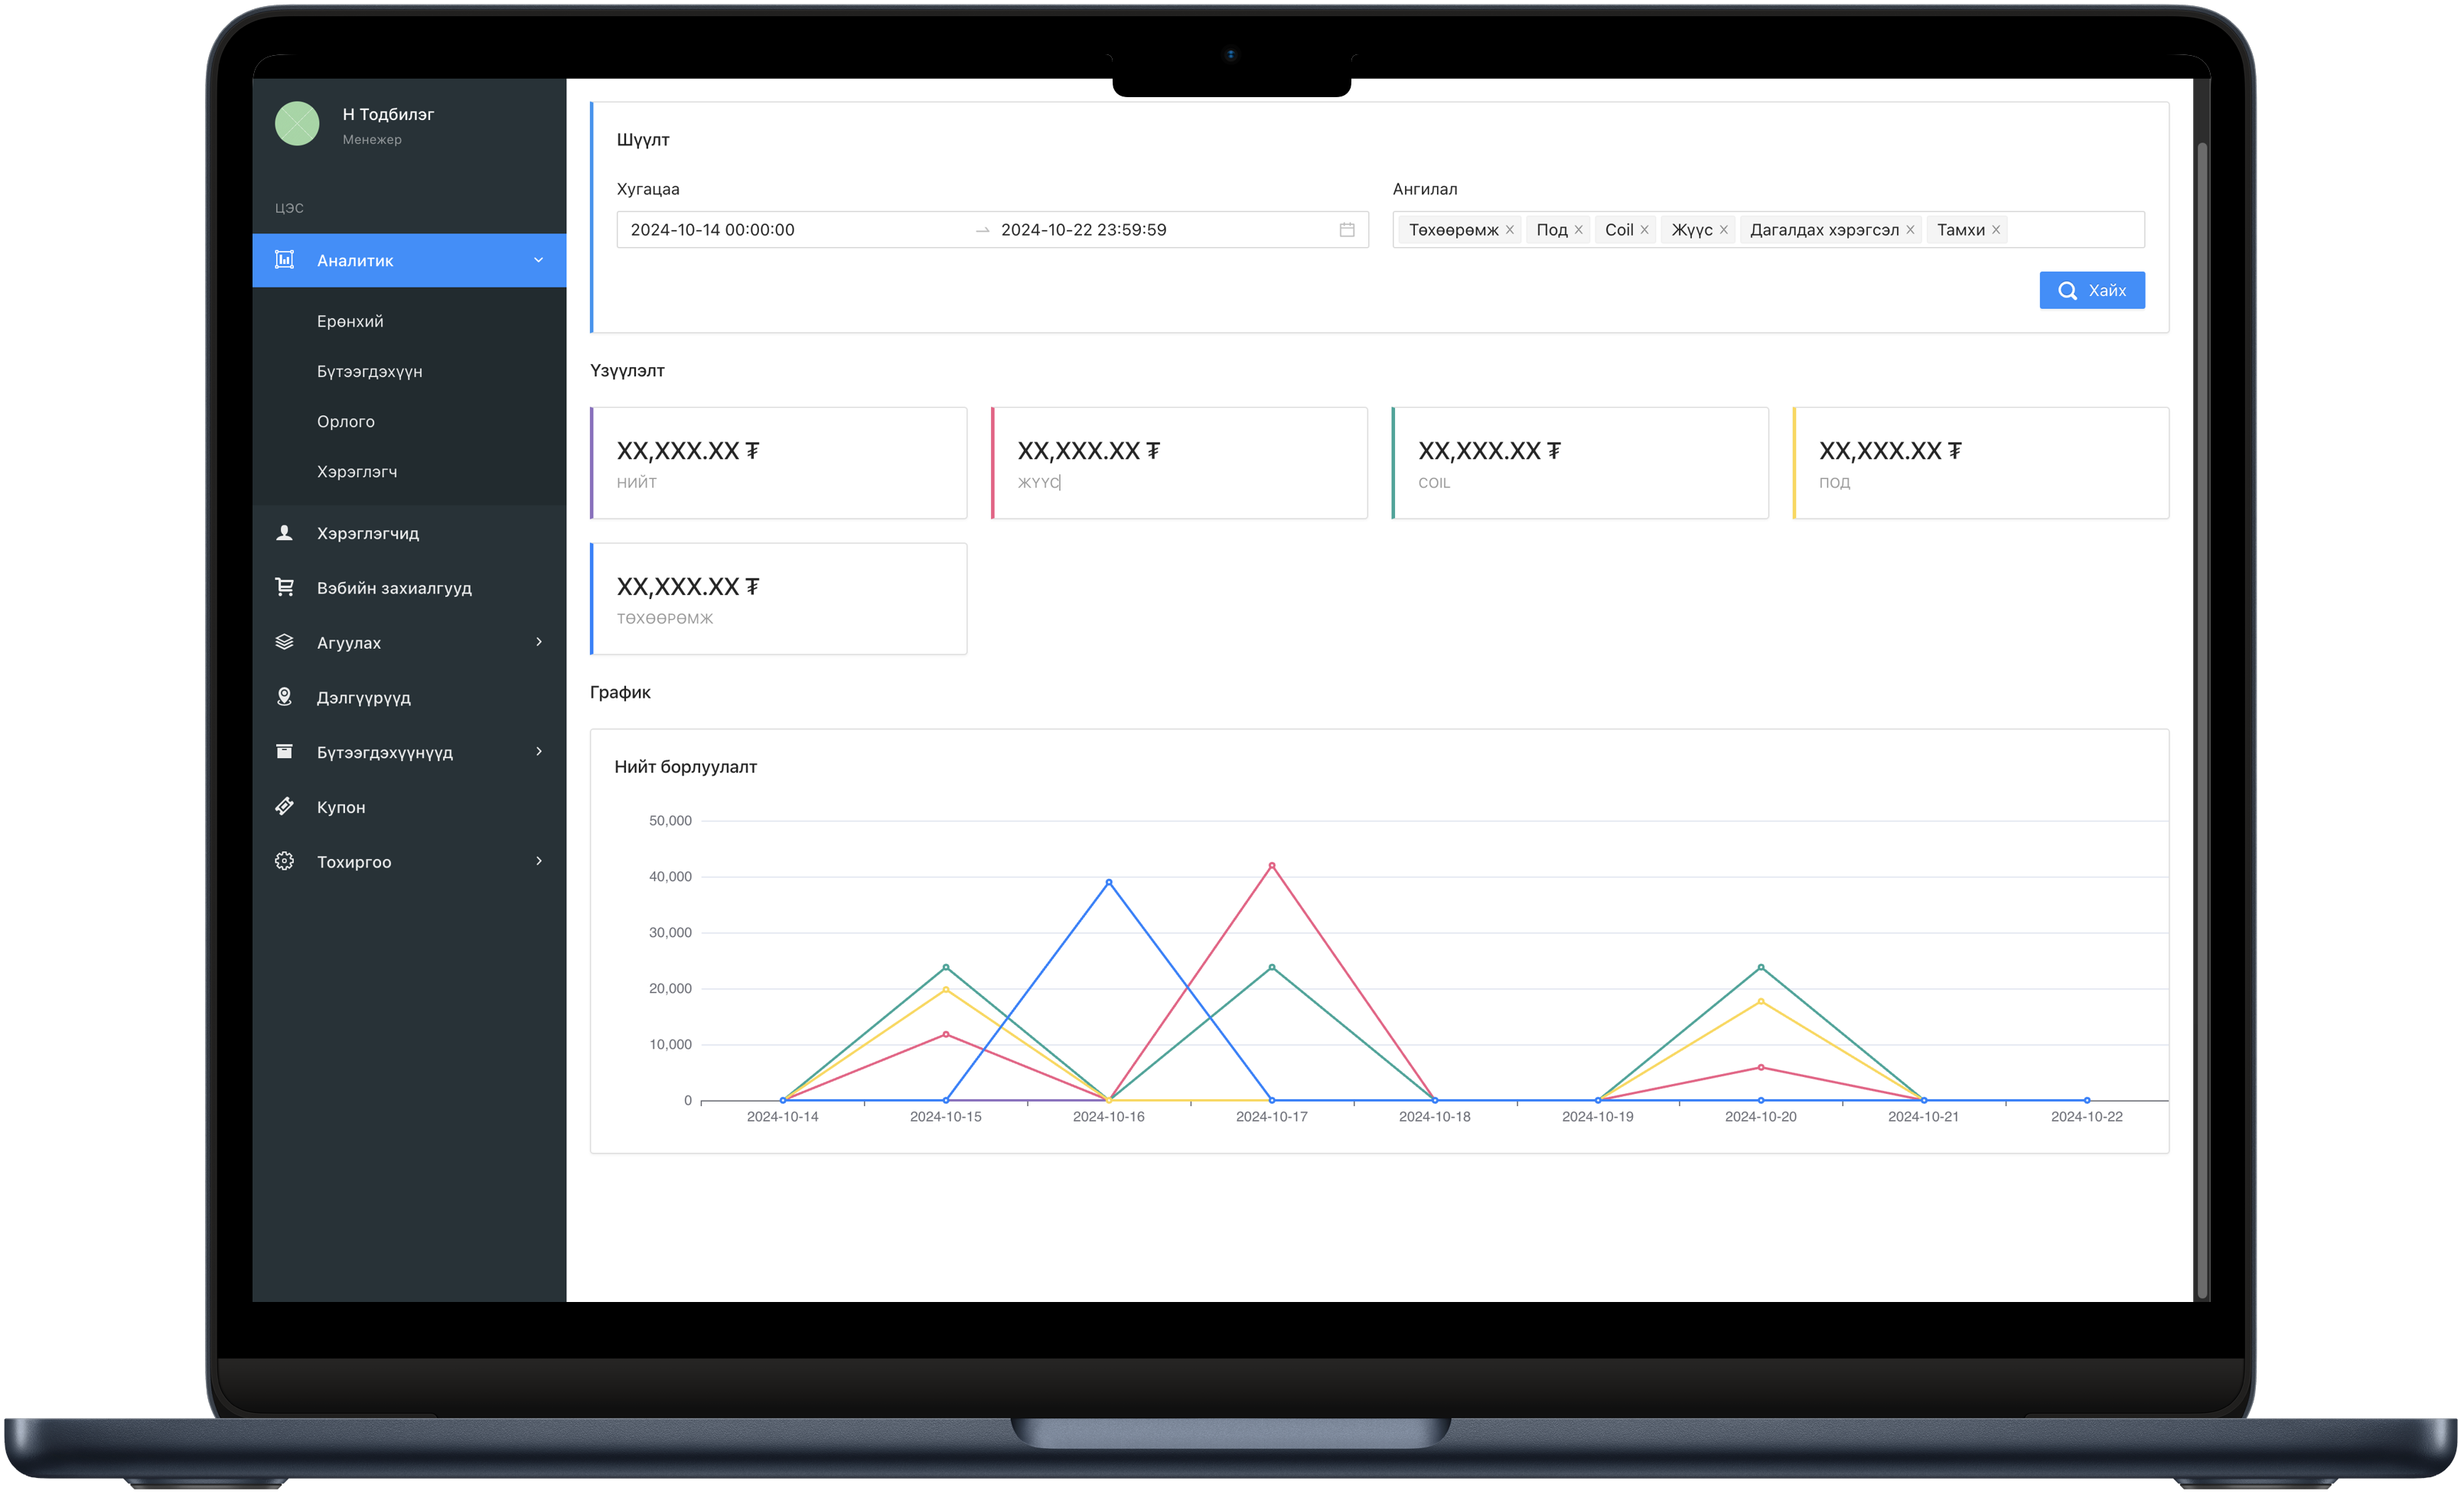 Н Тодбилэг
Менежер
ЦЭС
Аналитик
Ерөнхий
Бүтээгдэхүүн
Орлого
Хэрэглэгч
Хэрэглэгчид
Вэбийн захиалгууд
Агуулах
Дэлгүүрүүд
Бүтээгдэхүүнүүд
Купон
Тохиргоо
Шүүлт
Хугацаа
2024-10-14 00:00:00 → 2024-10-22 23:59:59
Ангилал
Төхөөрөмж × Под × Coil × Жүүс × Дагалдах хэрэгсэл × Тамхи ×
Хайх
Үзүүлэлт
XX,XXX.XX ₮
НИЙТ
XX,XXX.XX ₮
ЖҮҮС
XX,XXX.XX ₮
COIL
XX,XXX.XX ₮
ПОД
XX,XXX.XX ₮
ТӨХӨӨРӨМЖ
График
Нийт борлуулалт
50,000
40,000
30,000
20,000
10,000
0
2024-10-14 2024-10-15 2024-10-16 2024-10-17 2024-10-18 2024-10-19 2024-10-20 2024-10-21 2024-10-22